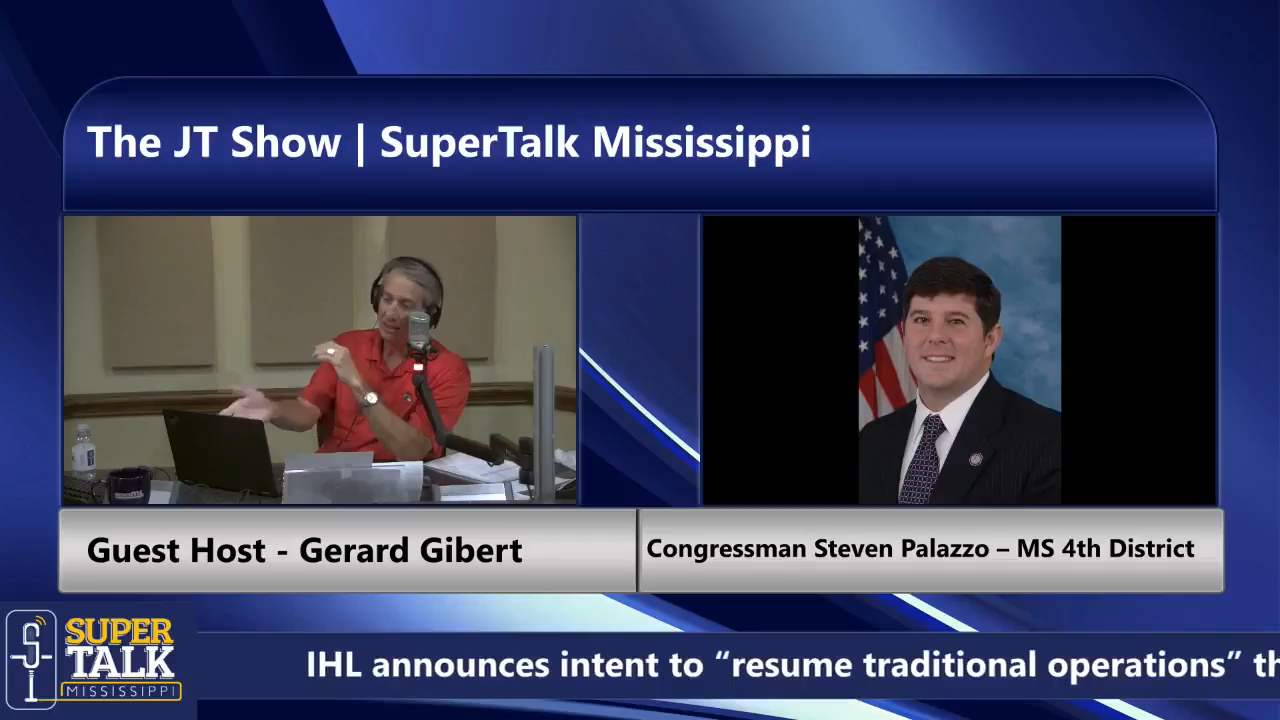 The JT Show | SuperTalk Mississippi
Guest Host - Gerard Gibert
Congressman Steven Palazzo – MS 4th District
SUPER
TALK
MISSISSIPPI
IHL announces intent to “resume traditional operations” th